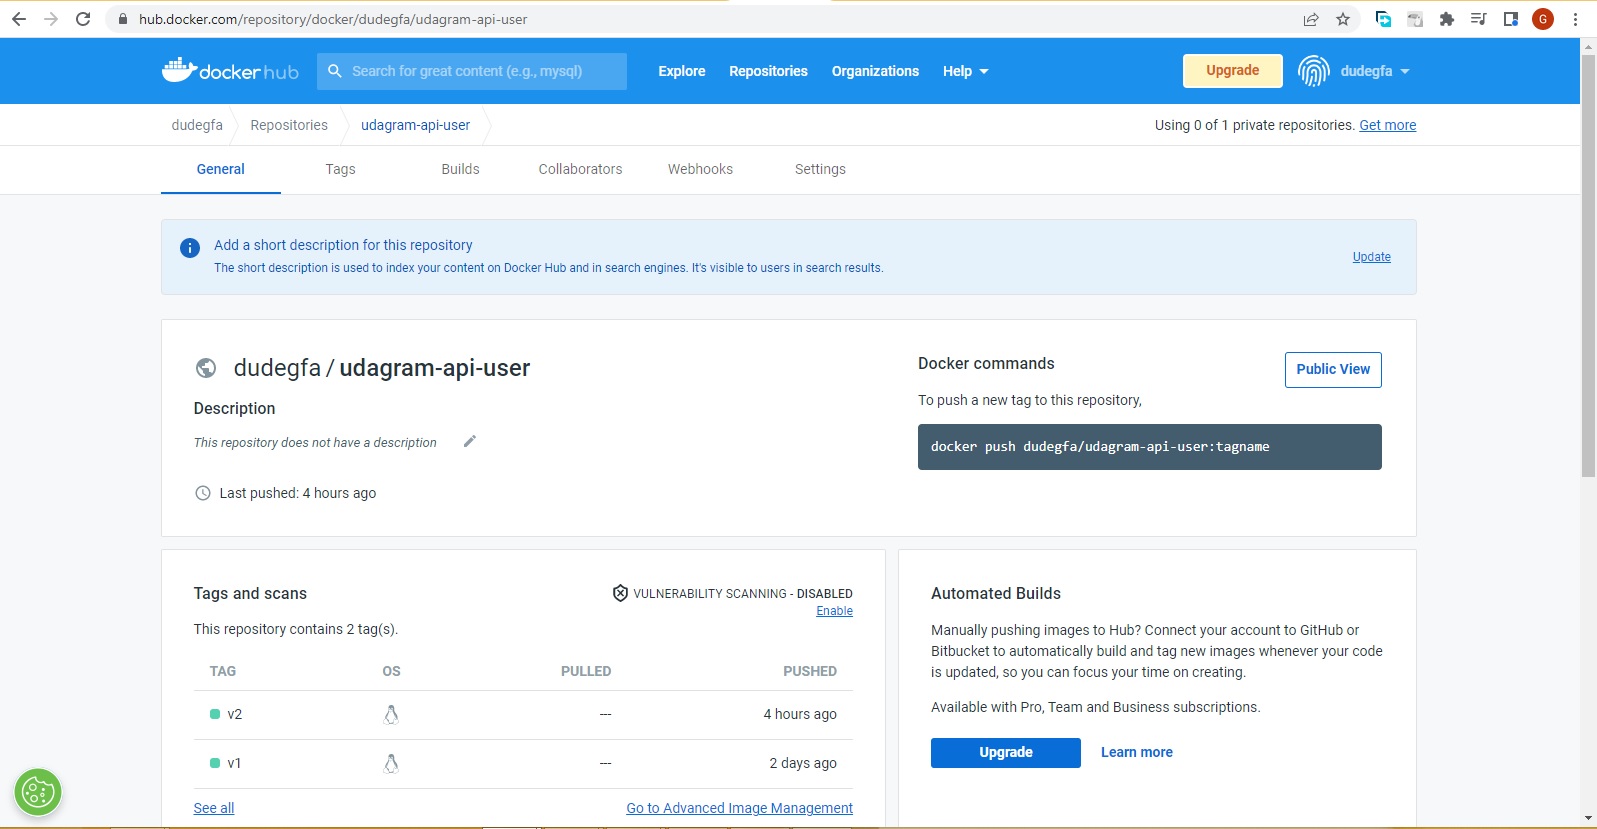 hub.docker.com/repository/docker/dudegfa/udagram-api-user
G
docker hub
Search for great content (e.g., mysql)
Explore
Repositories
Organizations
Help
Upgrade
dudegfa
dudegfa
Repositories
udagram-api-user
Using 0 of 1 private repositories. Get more
General
Tags
Builds
Collaborators
Webhooks
Settings
Add a short description for this repository
The short description is used to index your content on Docker Hub and in search engines. It's visible to users in search results.
Update
dudegfa / udagram-api-user
Description
This repository does not have a description
Last pushed: 4 hours ago
Docker commands
Public View
To push a new tag to this repository,
docker push dudegfa/udagram-api-user:tagname
Tags and scans
VULNERABILITY SCANNING - DISABLED
Enable
This repository contains 2 tag(s).
TAG OS PULLED PUSHED
v2 --- 4 hours ago
v1 --- 2 days ago
See all
Go to Advanced Image Management
Automated Builds
Manually pushing images to Hub? Connect your account to GitHub or
Bitbucket to automatically build and tag new images whenever your code
is updated, so you can focus your time on creating.
Available with Pro, Team and Business subscriptions.
Upgrade
Learn more